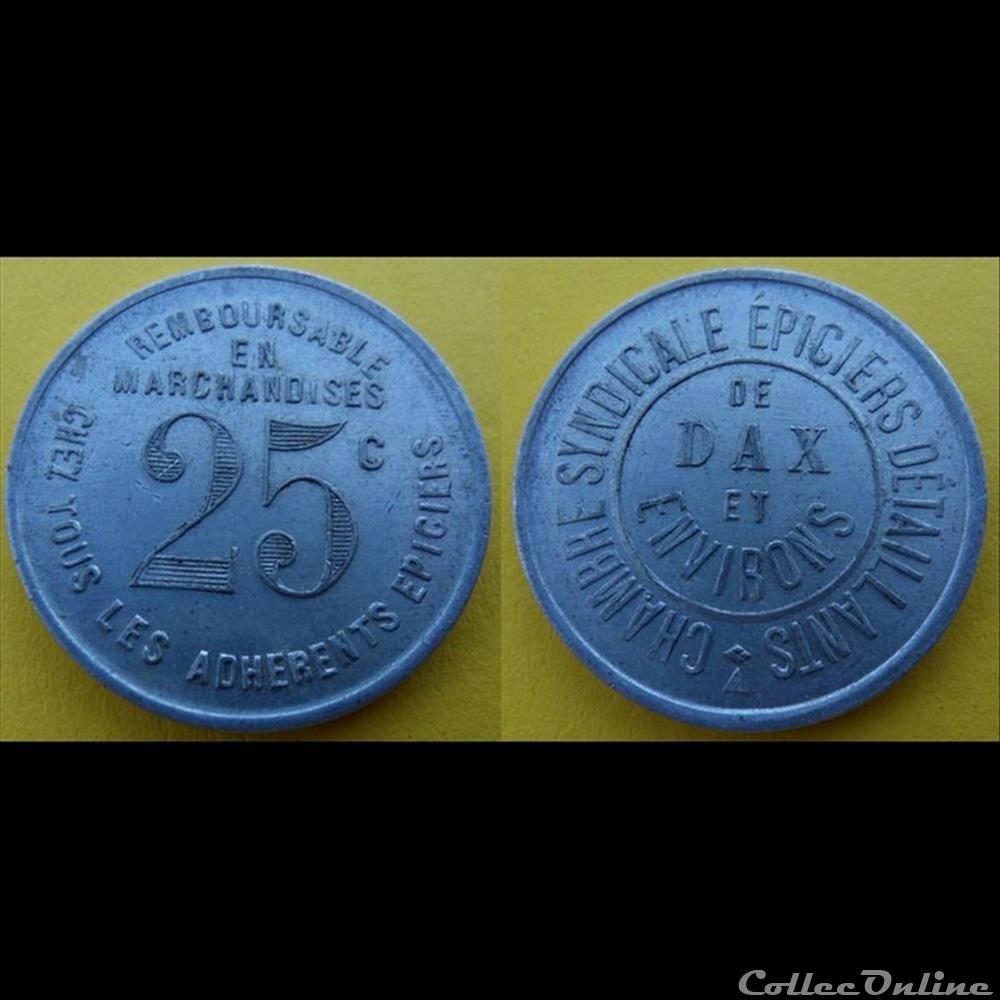 REMBOURSABLE
EN
MARCHANDISES
25 C
CHEZ TOUS LES ADHERENTS EPICIERS
CHAMBRE SYNDICALE ÉPICIERS DÉTAILLANTS
DE
DAX
ET
ENVIRONS
CollecOnline